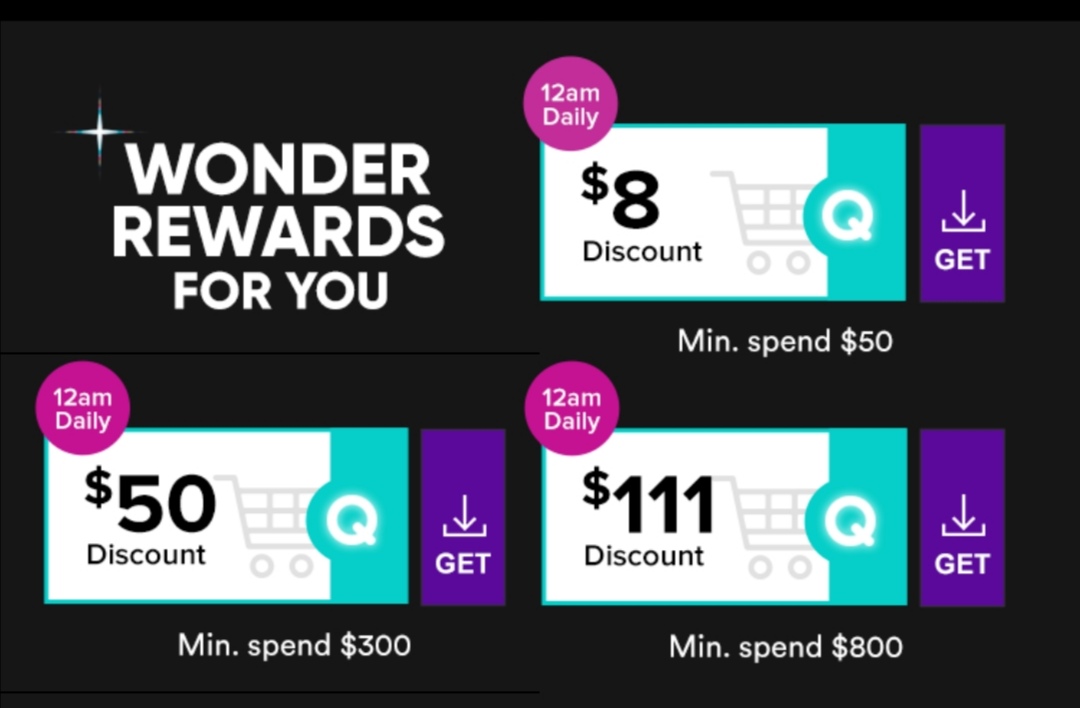 WONDER
REWARDS
FOR YOU
12am
Daily
$8
Discount
Q
GET
Min. spend $50
12am
Daily
$50
Discount
Q
GET
Min. spend $300
12am
Daily
$111
Discount
Q
GET
Min. spend $800